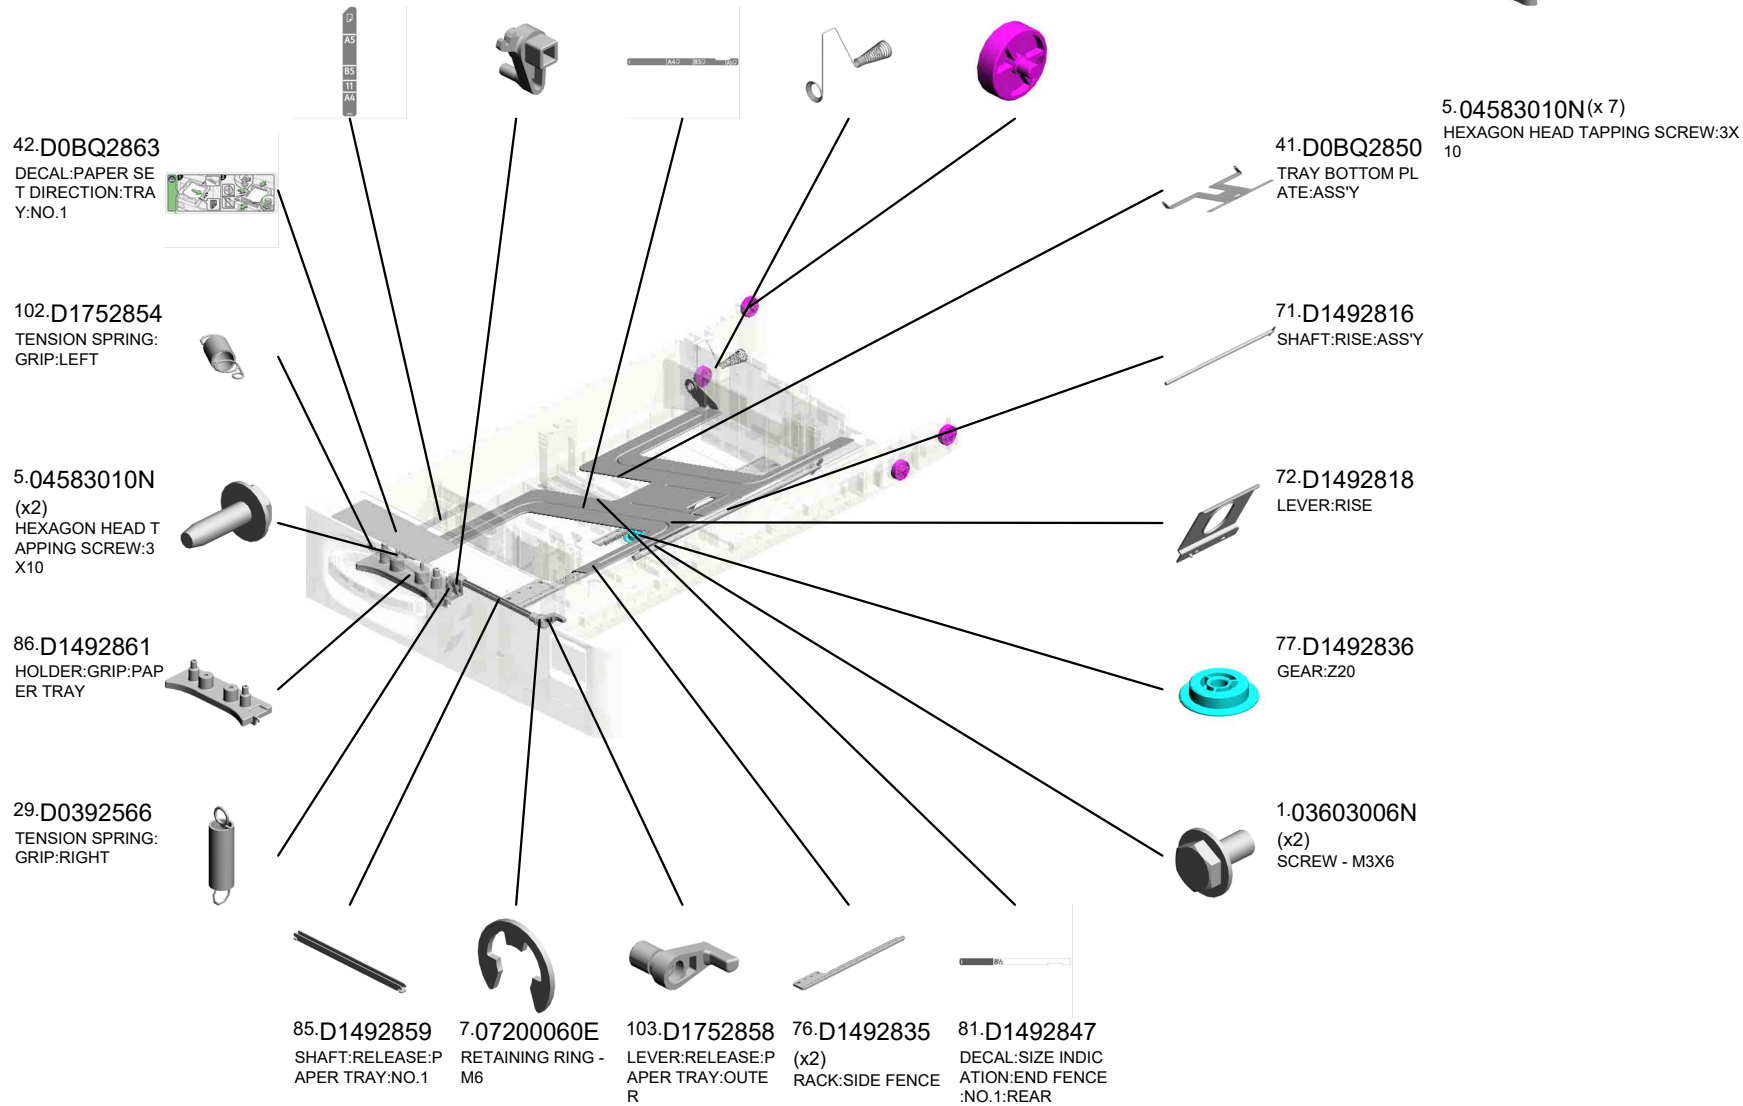 A5
B5
11
A4
A4
B5
A5
5.04583010N (x 7)
HEXAGON HEAD TAPPING SCREW:3X
10
42.D0BQ2863
DECAL:PAPER SE
T DIRECTION:TRA
Y:NO.1
41.D0BQ2850
TRAY BOTTOM PL
ATE:ASS'Y
102.D1752854
TENSION SPRING:
GRIP:LEFT
71.D1492816
SHAFT:RISE:ASS'Y
5.04583010N
(x2)
HEXAGON HEAD T
APPING SCREW:3
X10
72.D1492818
LEVER:RISE
86.D1492861
HOLDER:GRIP:PAP
ER TRAY
77.D1492836
GEAR:Z20
29.D0392566
TENSION SPRING:
GRIP:RIGHT
1.03603006N
(x2)
SCREW - M3X6
8½
85.D1492859
SHAFT:RELEASE:P
APER TRAY:NO.1
7.07200060E
RETAINING RING -
M6
103.D1752858
LEVER:RELEASE:P
APER TRAY:OUTE
R
76.D1492835
(x2)
RACK:SIDE FENCE
81.D1492847
DECAL:SIZE INDIC
ATION:END FENCE
:NO.1:REAR